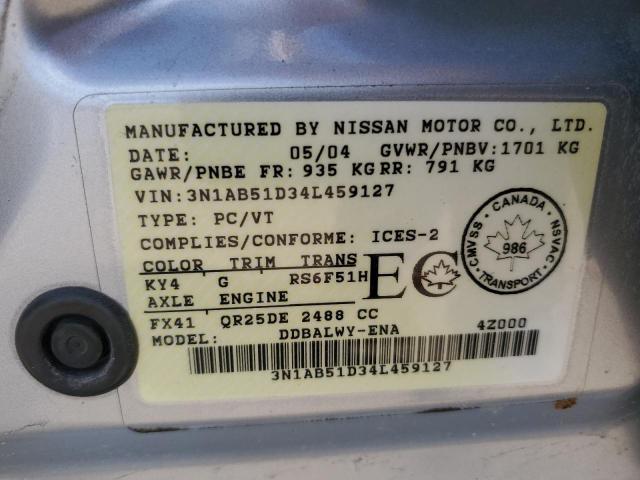 MANUFACTURED BY NISSAN MOTOR CO., LTD.
DATE: 05/04 GVWR/PNBV:1701 KG
GAWR/PNBE FR: 935 KG RR: 791 KG
VIN:3N1AB51D34L459127
TYPE: PC/VT
COMPLIES/CONFORME: ICES-2
COLOR TRIM TRANS
KY4 G RS6F51H
AXLE ENGINE
FX41 QR25DE 2488 CC
MODEL: DDBALWY-ENA 4Z000
3N1AB51D34L459127
EC
CANADA
CMVSS
NSVAC
986
TRANSPORT